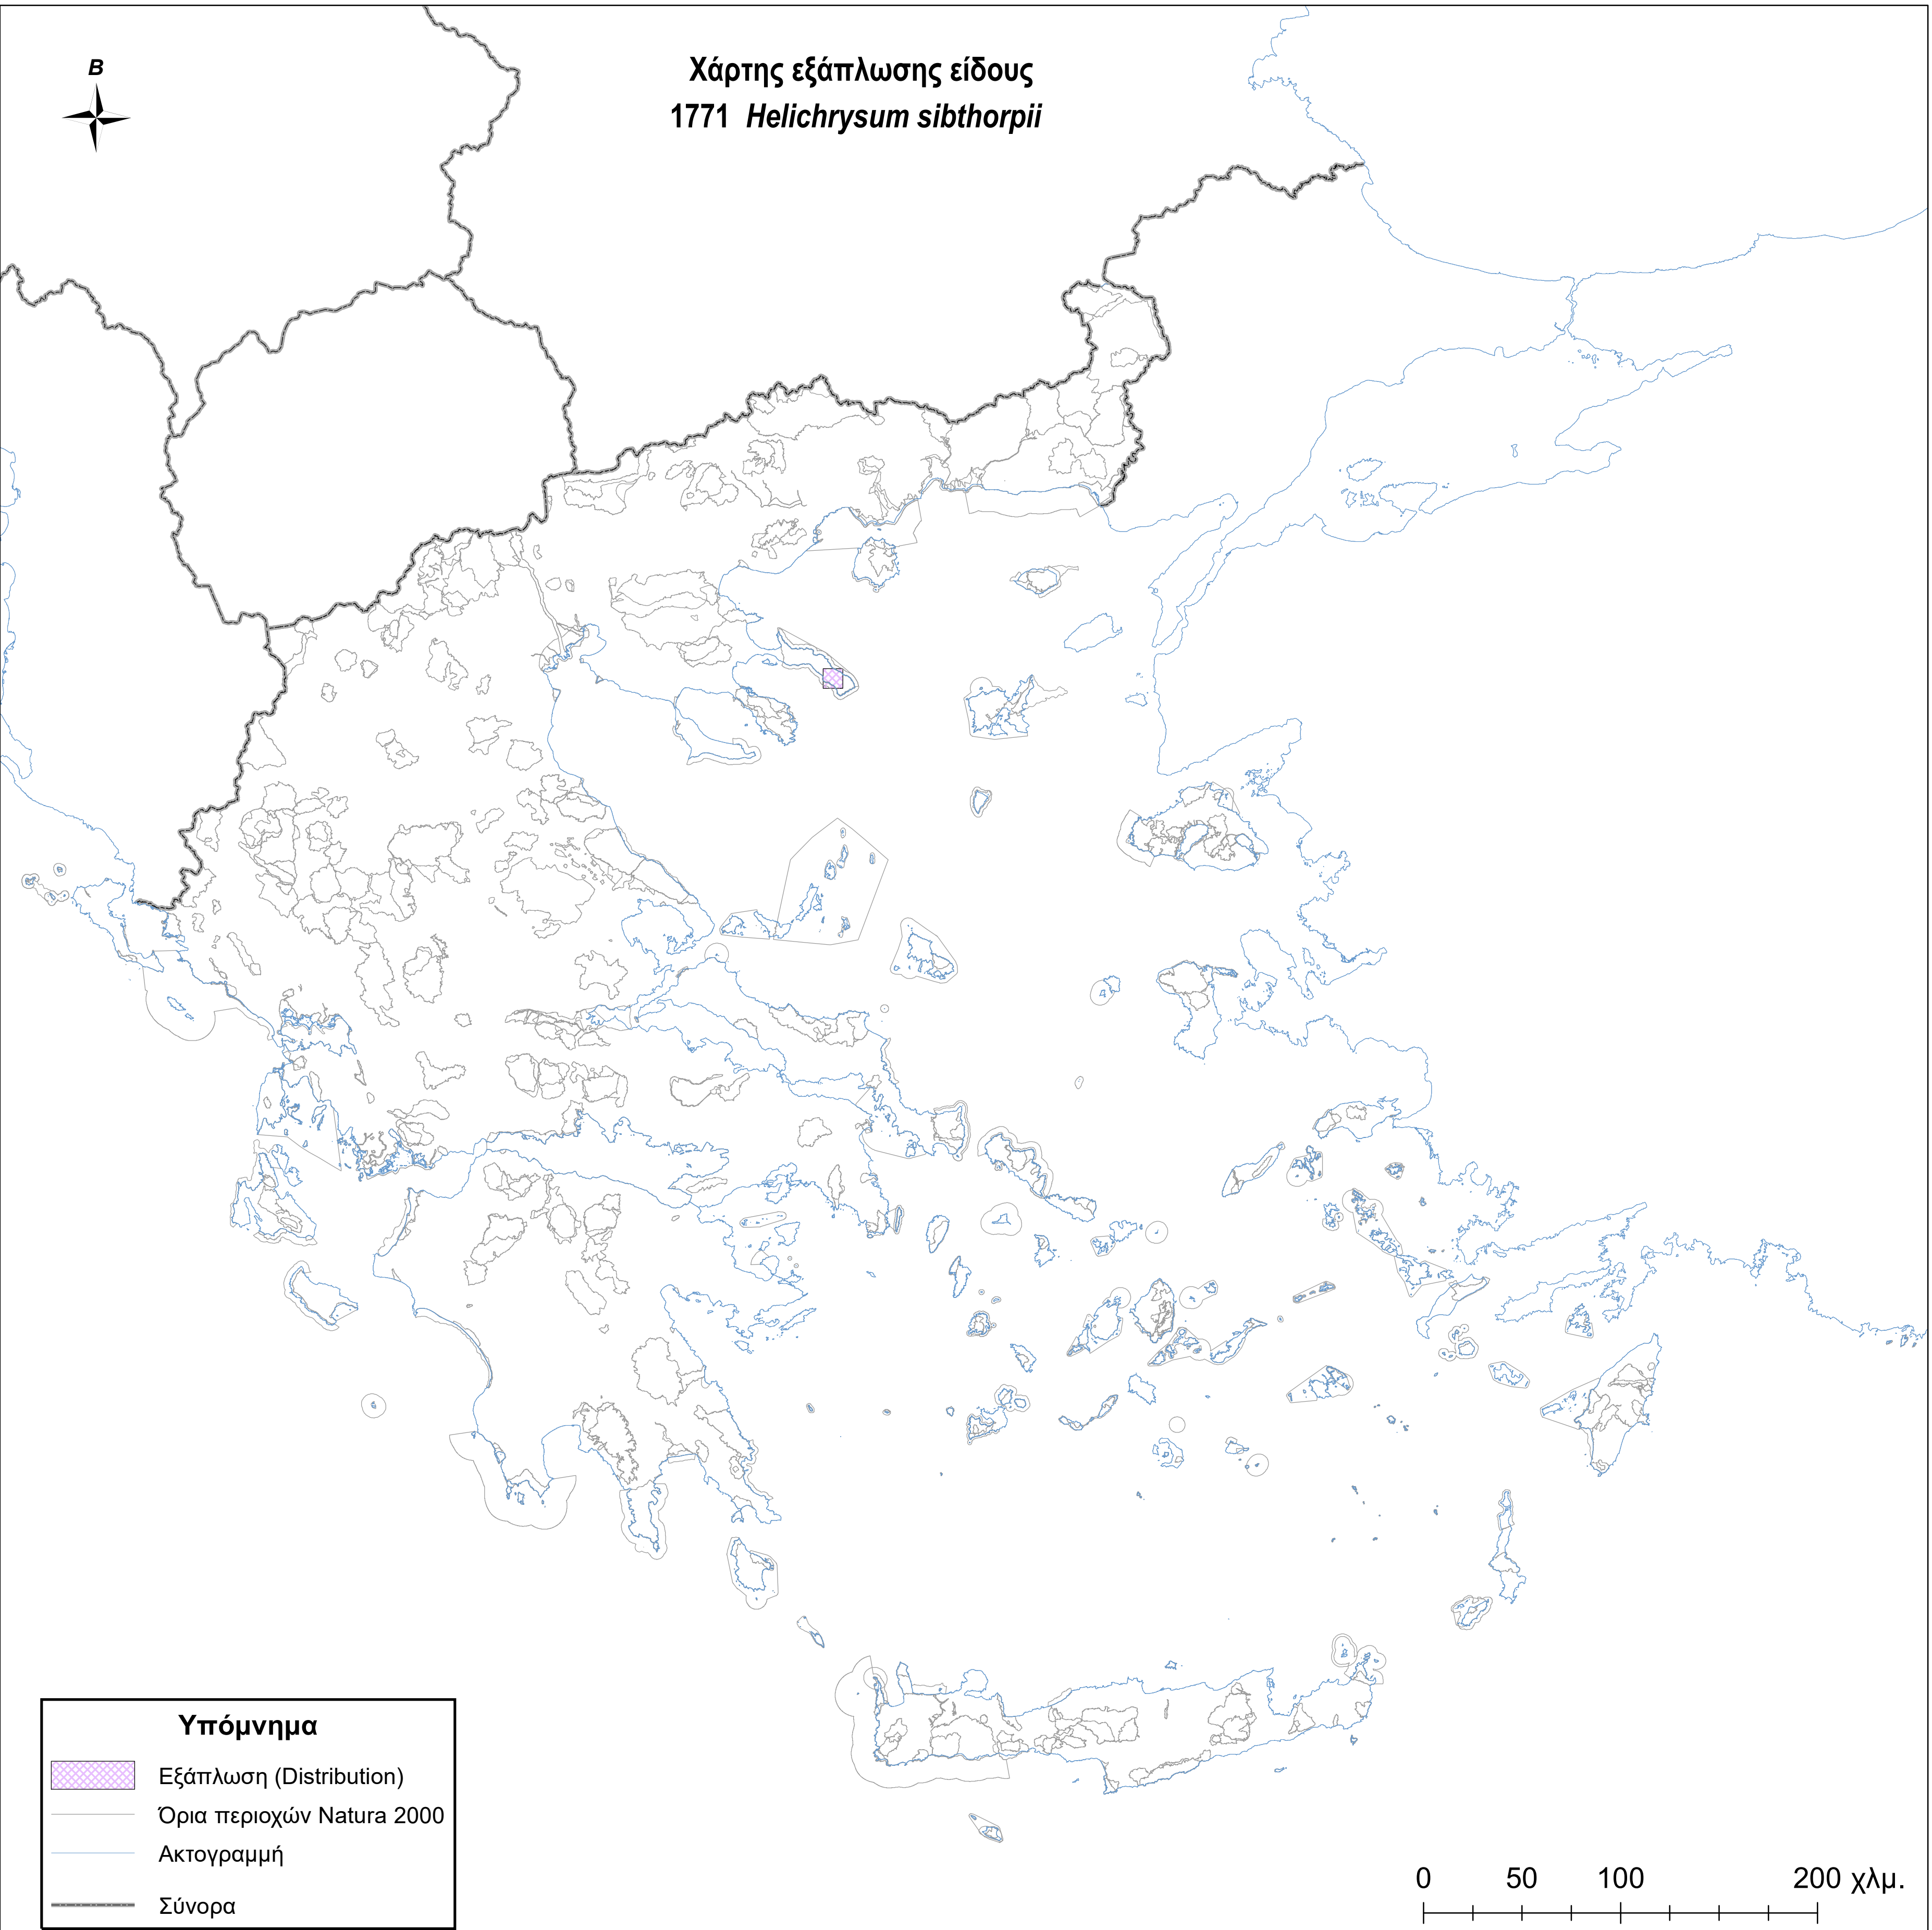 B
Χάρτης εξάπλωσης είδους
1771 Helichrysum sibthorpii
Υπόμνημα
Εξάπλωση (Distribution)
Όρια περιοχών Natura 2000
Ακτογραμμή
Σύνορα
0 50 100 200 χλμ.